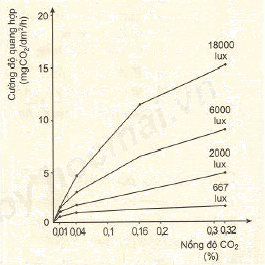 Cường độ quang hợp
(mgCO₂/dm²/h)
20
15
10
5
0
18000
lux
6000
lux
2000
lux
667
lux
0,01 0,04 0,1 0,16 0,2 0,3 0,32
Nồng độ CO₂
(%)